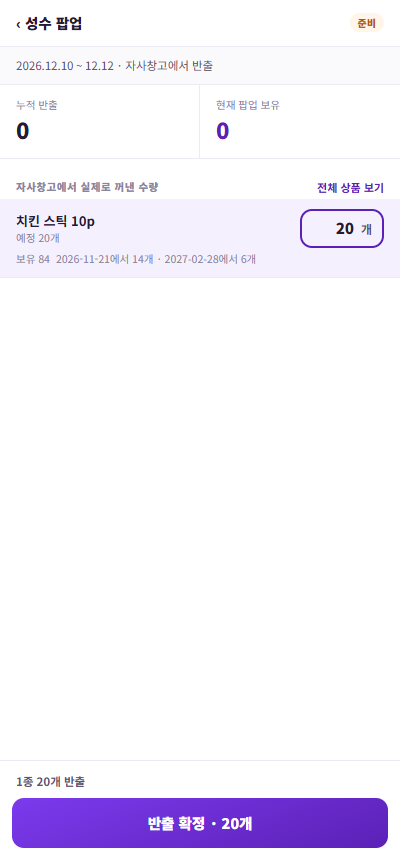 ‹ 성수 팝업
준비
2026.12.10 ~ 12.12 · 자사창고에서 반출
누적 반출
현재 팝업 보유
0
0
자사창고에서 실제로 꺼낸 수량
전체 상품 보기
치킨 스틱 10p
예정 20개
20 개
보유 84 2026-11-21에서 14개 · 2027-02-28에서 6개
1종 20개 반출
반출 확정 · 20개